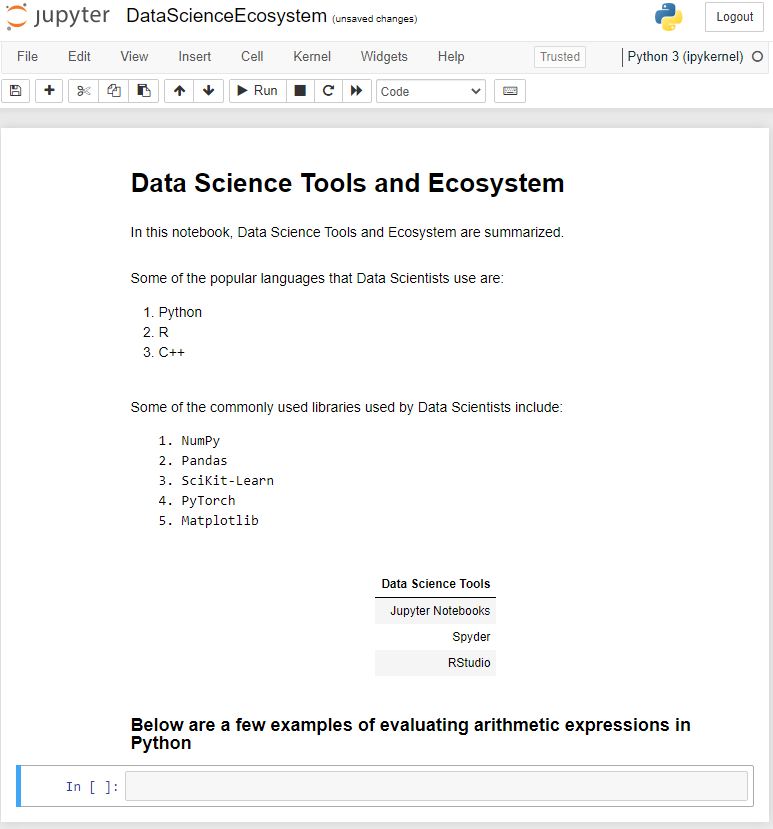 jupyter DataScienceEcosystem (unsaved changes) Logout
File Edit View Insert Cell Kernel Widgets Help Trusted Python 3 (ipykernel)
Run Code
Data Science Tools and Ecosystem
In this notebook, Data Science Tools and Ecosystem are summarized.
Some of the popular languages that Data Scientists use are:
1. Python
2. R
3. C++
Some of the commonly used libraries used by Data Scientists include:
1. NumPy
2. Pandas
3. SciKit-Learn
4. PyTorch
5. Matplotlib
Data Science Tools
Jupyter Notebooks
Spyder
RStudio
Below are a few examples of evaluating arithmetic expressions in
Python
In [ ]: